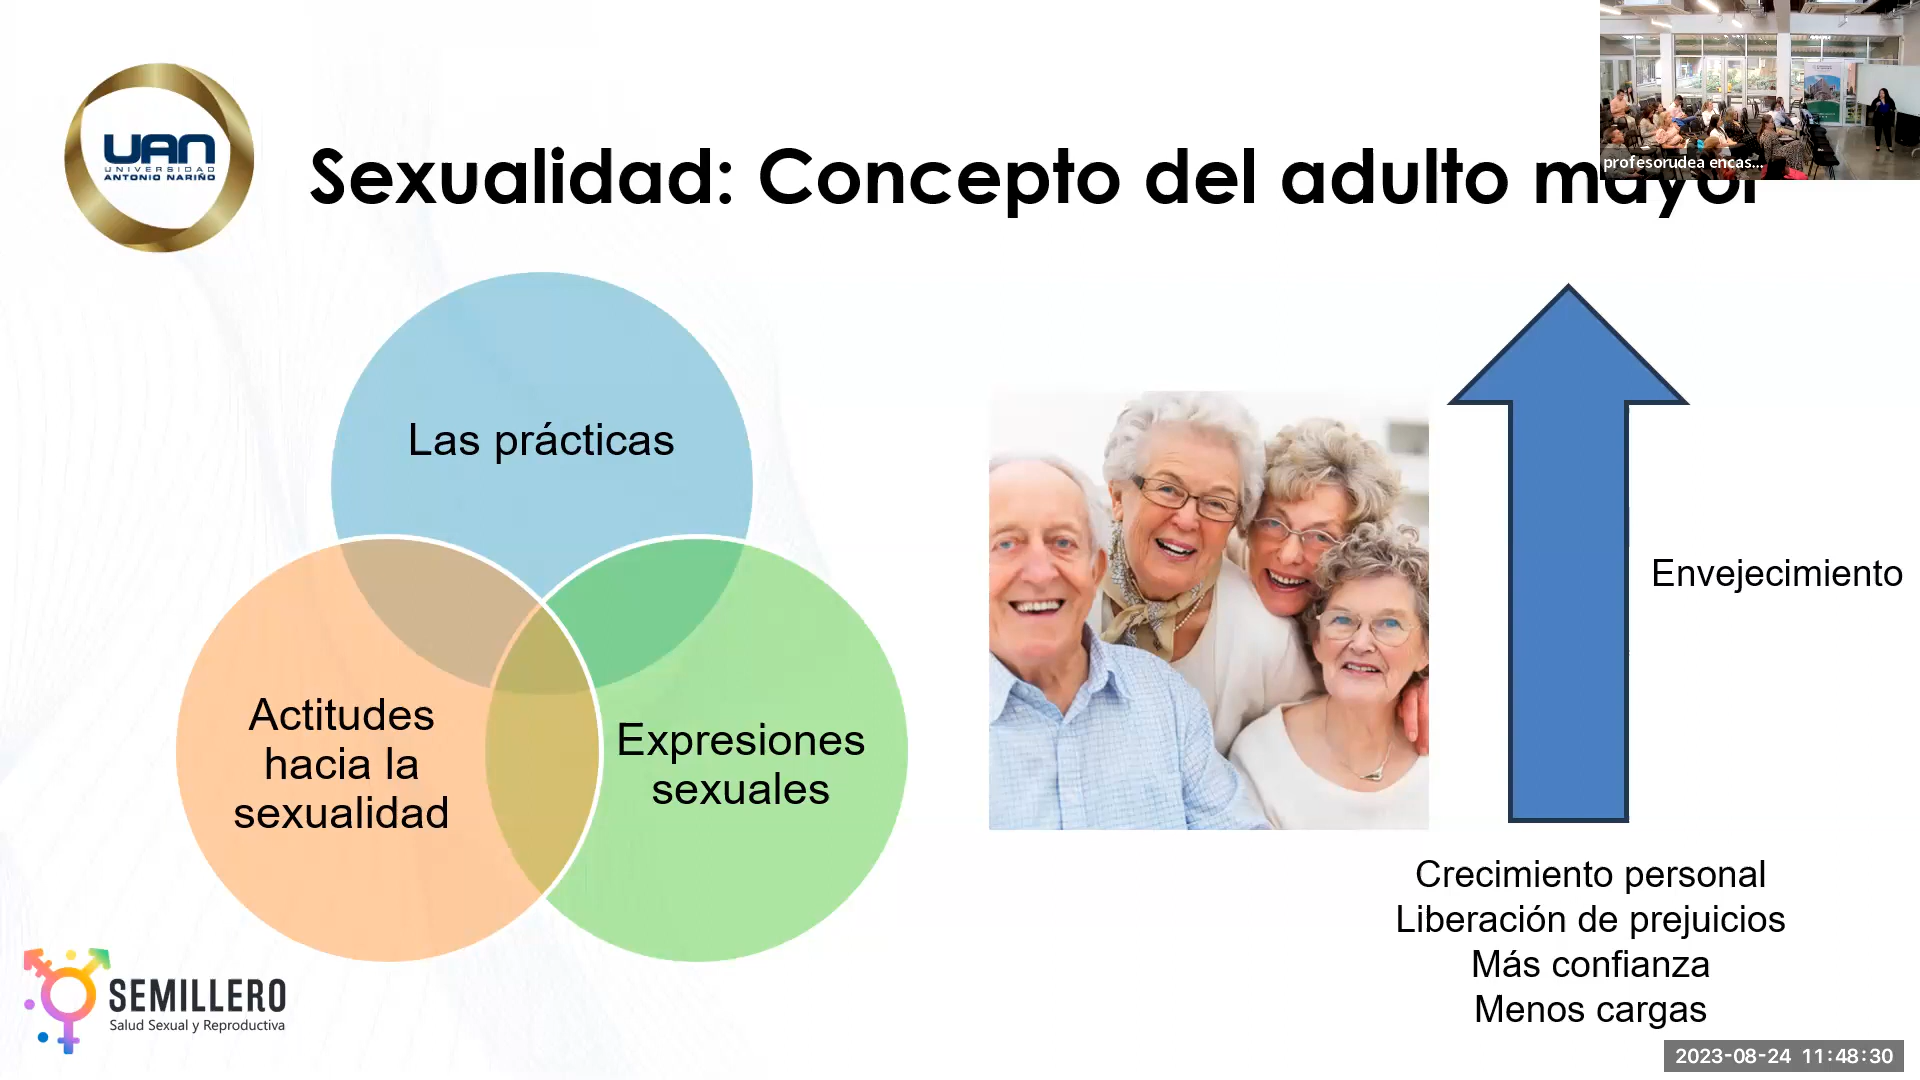 UAN
UNIVERSIDAD
ANTONIO NARIÑO
profesorudea encas...
Sexualidad: Concepto del adulto mayor
Las prácticas
Actitudes
hacia la
sexualidad
Expresiones
sexuales
Envejecimiento
Crecimiento personal
Liberación de prejuicios
Más confianza
Menos cargas
SEMILLERO
Salud Sexual y Reproductiva
2023-08-24 11:48:30